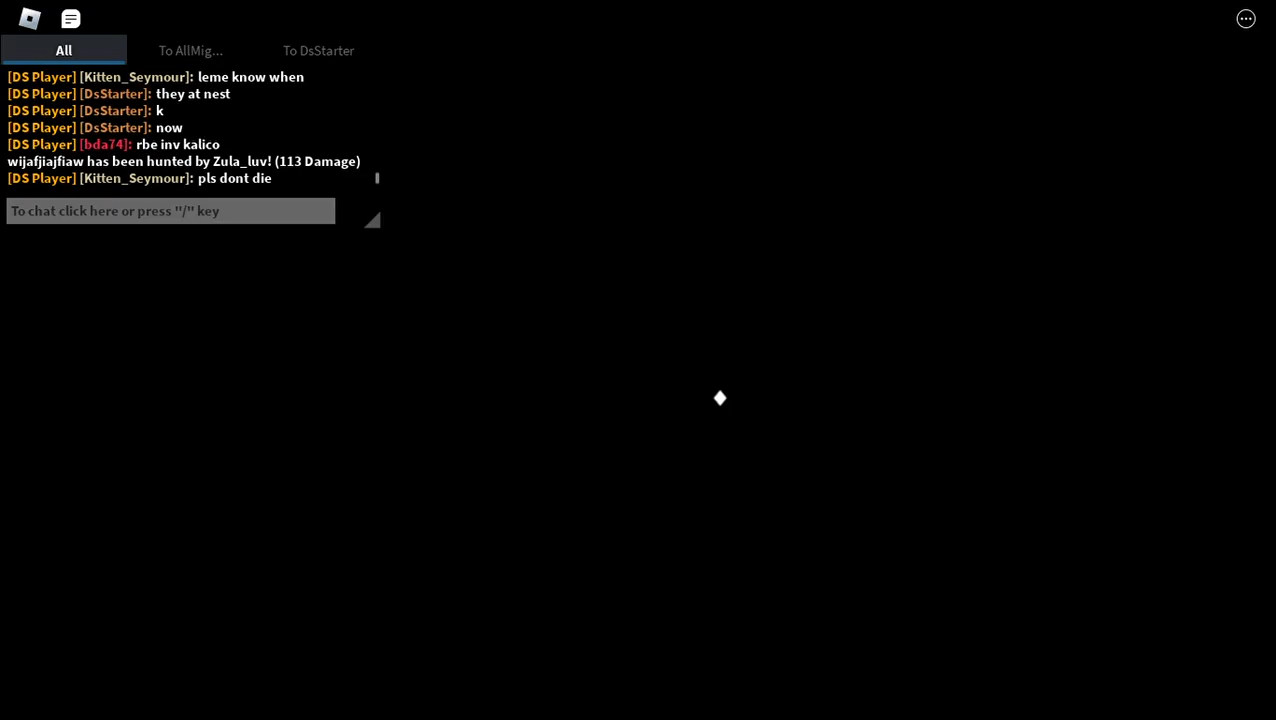 All
To AllMig...
To DsStarter
[DS Player] [Kitten_Seymour]: leme know when
[DS Player] [DsStarter]: they at nest
[DS Player] [DsStarter]: k
[DS Player] [DsStarter]: now
[DS Player] [bda74]: rbe inv kalico
wijafjiajfiaw has been hunted by Zula_luv! (113 Damage)
[DS Player] [Kitten_Seymour]: pls dont die
To chat click here or press "/" key